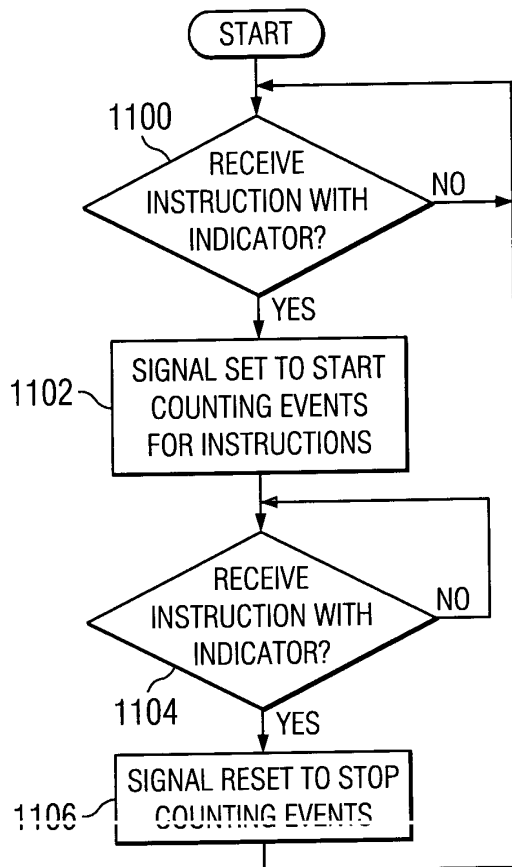 START
1100
RECEIVE
INSTRUCTION WITH
INDICATOR?
NO
YES
1102
SIGNAL SET TO START
COUNTING EVENTS
FOR INSTRUCTIONS
RECEIVE
INSTRUCTION WITH
INDICATOR?
NO
1104
YES
SIGNAL RESET TO STOP
1106
COUNTING EVENTS